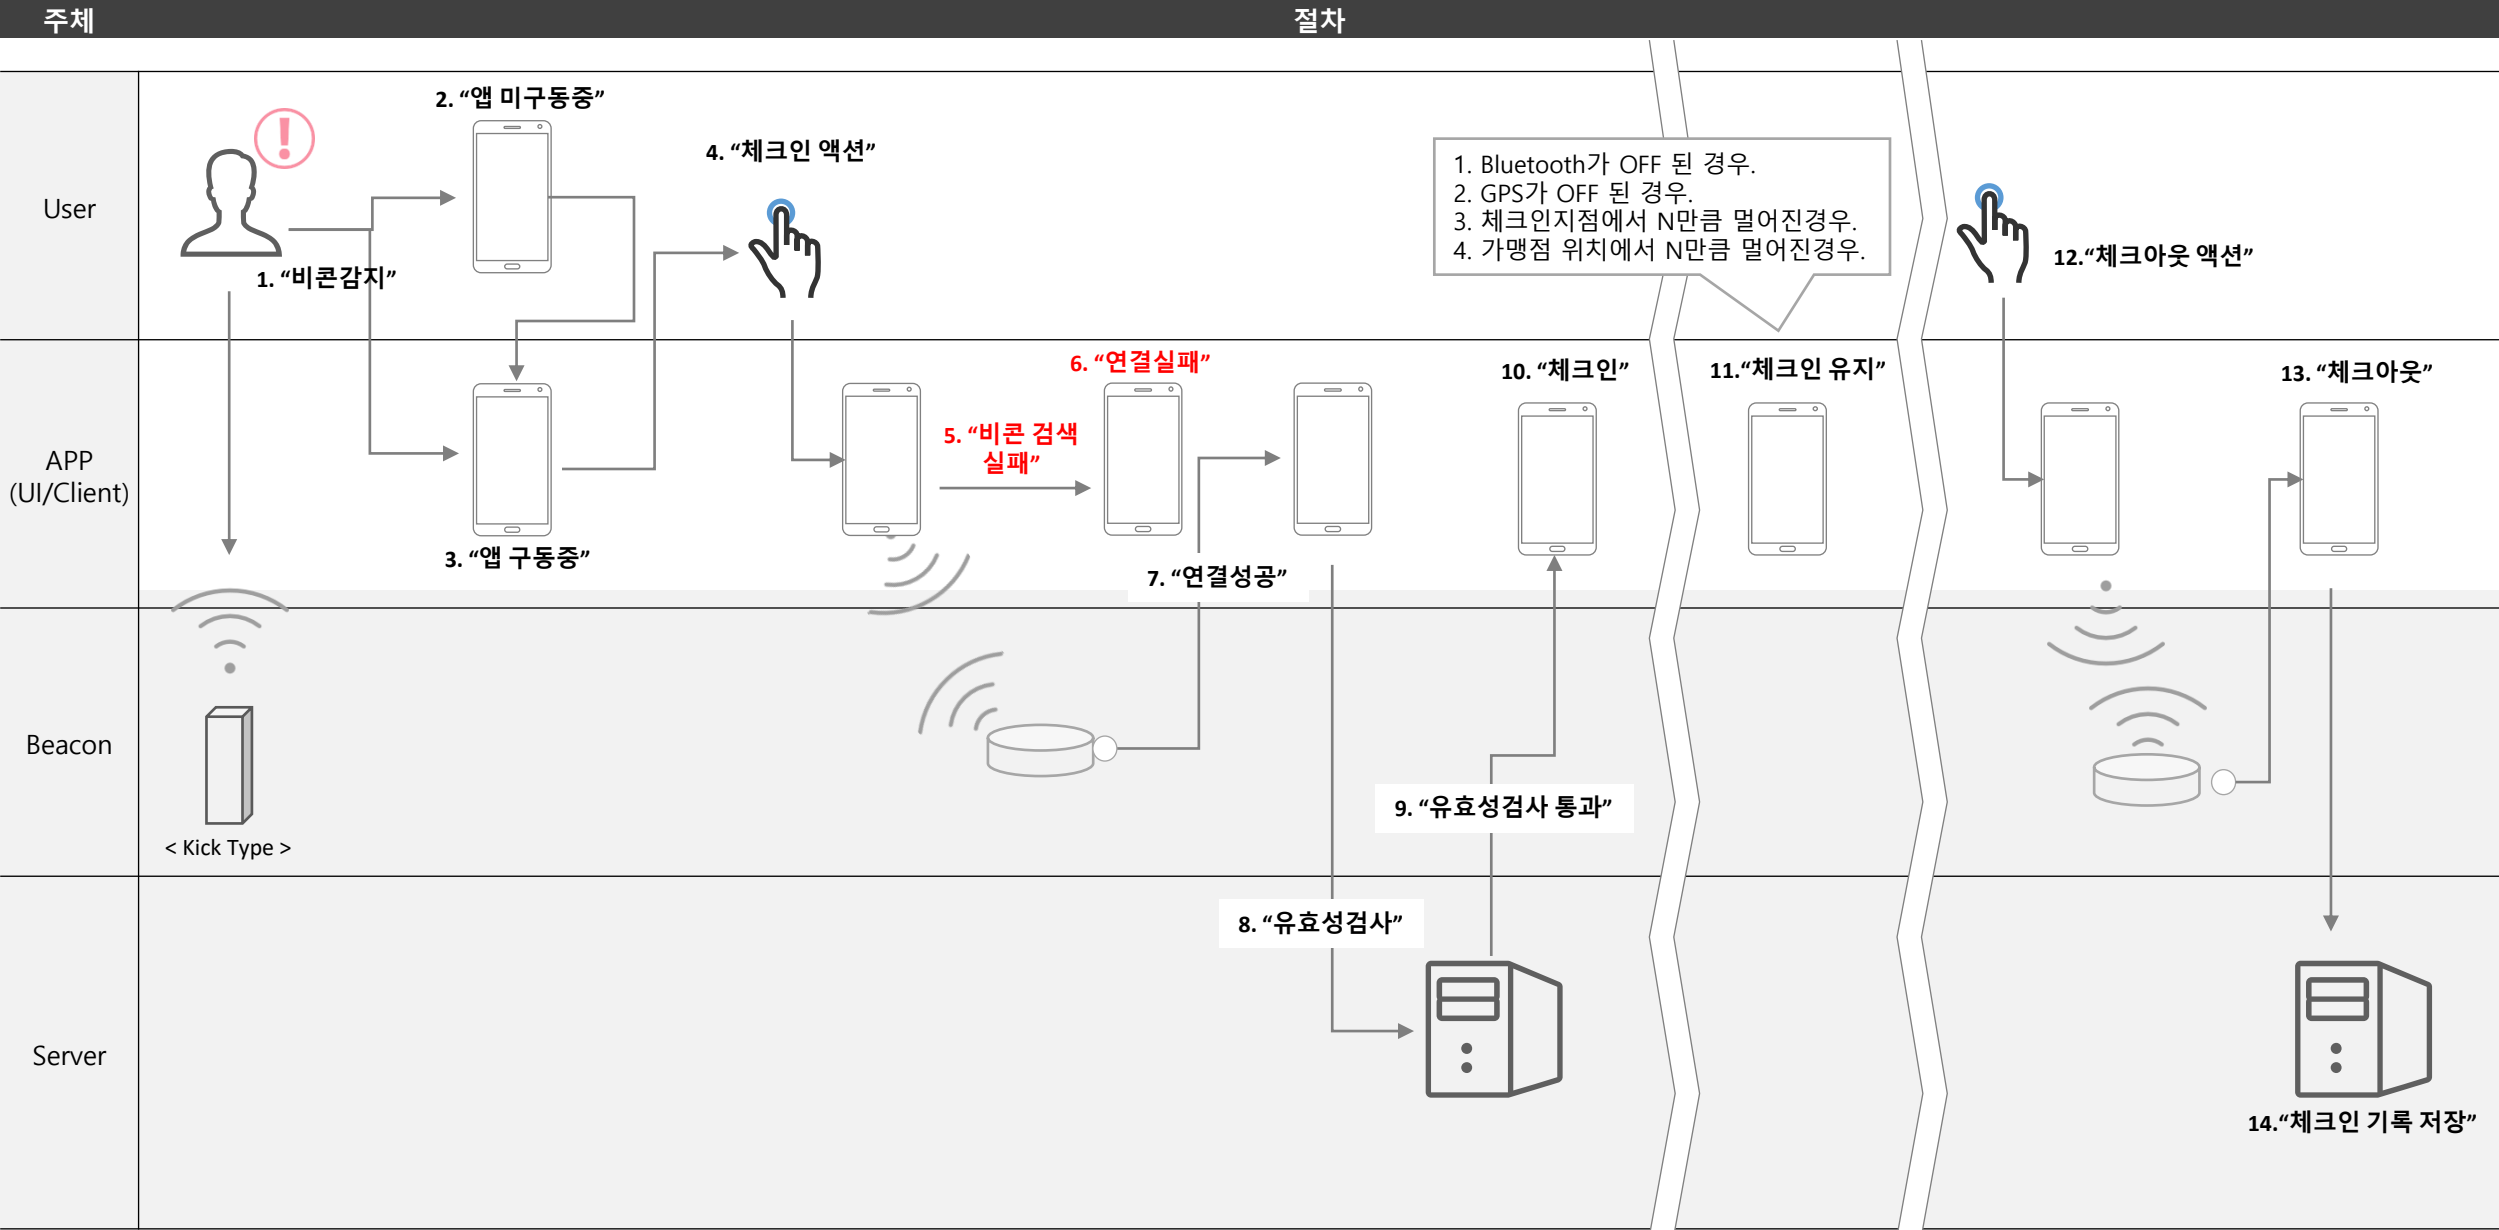 주체
절차
User
1. “비콘감지”
2. “앱 미구동중”
4. “체크인 액션”
1. Bluetooth가 OFF 된 경우.
2. GPS가 OFF 된 경우.
3. 체크인지점에서 N만큼 멀어진경우.
4. 가맹점 위치에서 N만큼 멀어진경우.
12.“체크아웃 액션”
APP
(UI/Client)
3. “앱 구동중”
5. “비콘 검색
실패”
6. “연결실패”
7. “연결성공”
10. “체크인”
11.“체크인 유지”
13. “체크아웃”
Beacon
< Kick Type >
9. “유효성검사 통과”
Server
8. “유효성검사”
14.“체크인 기록 저장”